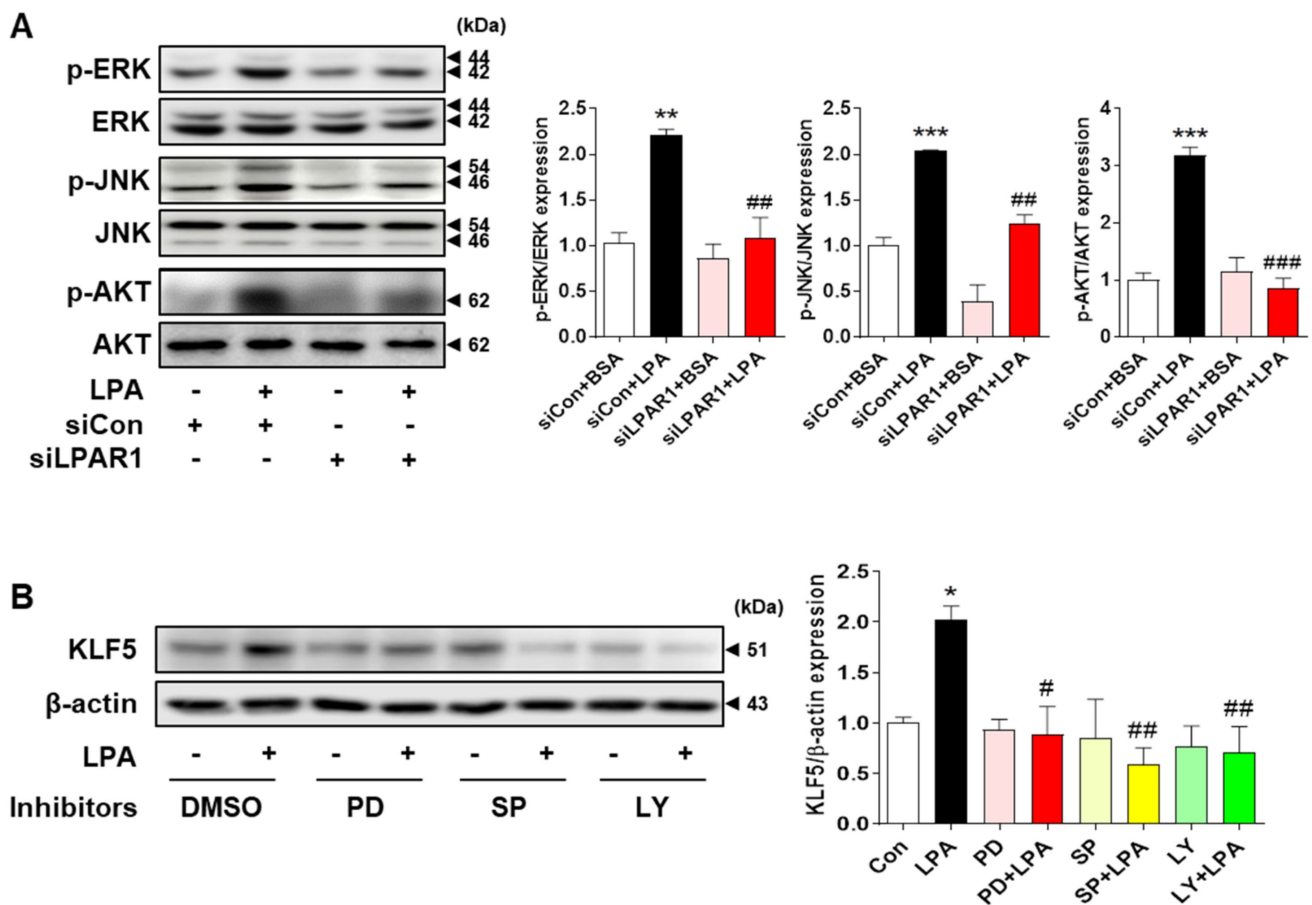 A
(kDa)
p-ERK ◄ 44
◄ 42
ERK ◄ 44
◄ 42
p-JNK ◄ 54
◄ 46
JNK ◄ 54
◄ 46
p-AKT ◄ 62
AKT ◄ 62
LPA - + - +
siCon + + - -
siLPAR1 - - + +
p-ERK/ERK expression
2.5
2.0
1.5
1.0
0.5
0.0
**
##
siCon+BSA
siCon+LPA
siLPAR1+BSA
siLPAR1+LPA
p-JNK/JNK expression
2.5
2.0
1.5
1.0
0.5
0.0
***
##
siCon+BSA
siCon+LPA
siLPAR1+BSA
siLPAR1+LPA
p-AKT/AKT expression
4
3
2
1
0
***
###
siCon+BSA
siCon+LPA
siLPAR1+BSA
siLPAR1+LPA
B
(kDa)
KLF5 ◄ 51
β-actin ◄ 43
LPA - + - + - + - +
Inhibitors DMSO PD SP LY
KLF5/β-actin expression
2.5
2.0
1.5
1.0
0.5
0.0
*
#
##
##
Con
LPA
PD
PD+LPA
SP
SP+LPA
LY
LY+LPA